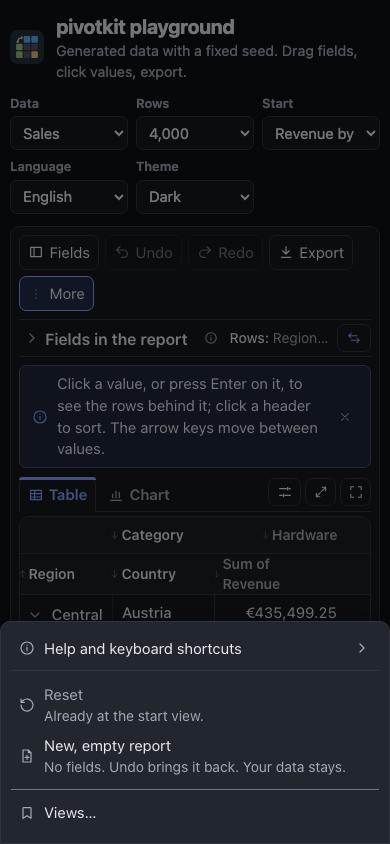 pivotkit playground
Generated data with a fixed seed. Drag fields,
click values, export.
Data
Rows
Start
Sales
4,000
Revenue by
Language
Theme
English
Dark
Fields
Undo
Redo
Export
More
Fields in the report
Rows: Region...
Click a value, or press Enter on it, to
see the rows behind it; click a header
to sort. The arrow keys move between
values.
Table
Chart
Category
Hardware
Region
Country
Sum of
Revenue
Central
Austria
€435,499.25
Help and keyboard shortcuts
Reset
Already at the start view.
New, empty report
No fields. Undo brings it back. Your data stays.
Views...